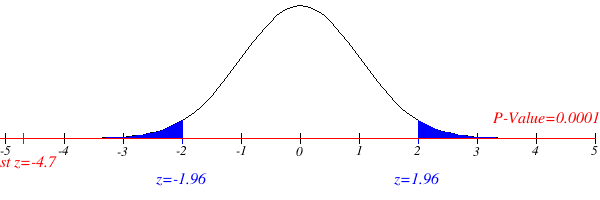 P-Value=0.0001
-5 -4 -3 -2 -1 0 1 2 3 4 5
st z=-4.7
z=-1.96 z=1.96